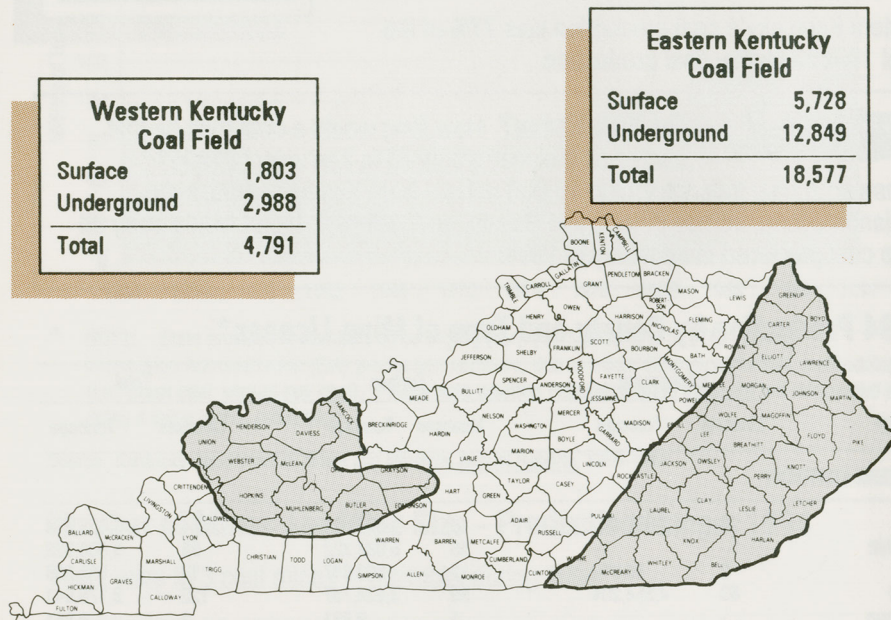 Eastern Kentucky
Coal Field
Surface 5,728
Underground 12,849
Total 18,577
Western Kentucky
Coal Field
Surface 1,803
Underground 2,988
Total 4,791
BOONE
KENTON
CAMPBELL
GALLATIN
GRANT
PENDLETON
BRACKEN
MASON
LEWIS
GREENUP
BOYD
TRIMBLE
CARROLL
OWEN
ROBERTSON
FLEMING
CARTER
HENRY
HARRISON
NICHOLAS
ROWAN
OLDHAM
SHELBY
FRANKLIN
SCOTT
BOURBON
BATH
ELLIOTT
LAWRENCE
JEFFERSON
WOODFORD
FAYETTE
MONTGOMERY
MENIFEE
MORGAN
JOHNSON
MARTIN
SPENCER
ANDERSON
CLARK
POWELL
BULLITT
JESSAMINE
WOLFE
MAGOFFIN
MEADE
NELSON
MERCER
MADISON
ESTILL
LEE
FLOYD
PIKE
HANCOCK
BRECKINRIDGE
HARDIN
WASHINGTON
BOYLE
GARRARD
BREATHITT
HENDERSON
DAVIESS
UNION
LARUE
MARION
LINCOLN
ROCKCASTLE
JACKSON
OWSLEY
KNOTT
WEBSTER
McLEAN
OHIO
GRAYSON
HART
GREEN
TAYLOR
CASEY
PERRY
CRITTENDEN
HOPKINS
MUHLENBERG
BUTLER
EDMONSON
PULASKI
LAUREL
CLAY
LESLIE
LETCHER
LIVINGSTON
CALDWELL
ADAIR
RUSSELL
BALLARD
McCRACKEN
LYON
CHRISTIAN
TODD
LOGAN
WARREN
BARREN
METCALFE
CUMBERLAND
CLINTON
WAYNE
KNOX
HARLAN
CARLISLE
MARSHALL
TRIGG
SIMPSON
ALLEN
MONROE
McCREARY
WHITLEY
BELL
HICKMAN
GRAVES
CALLOWAY
FULTON